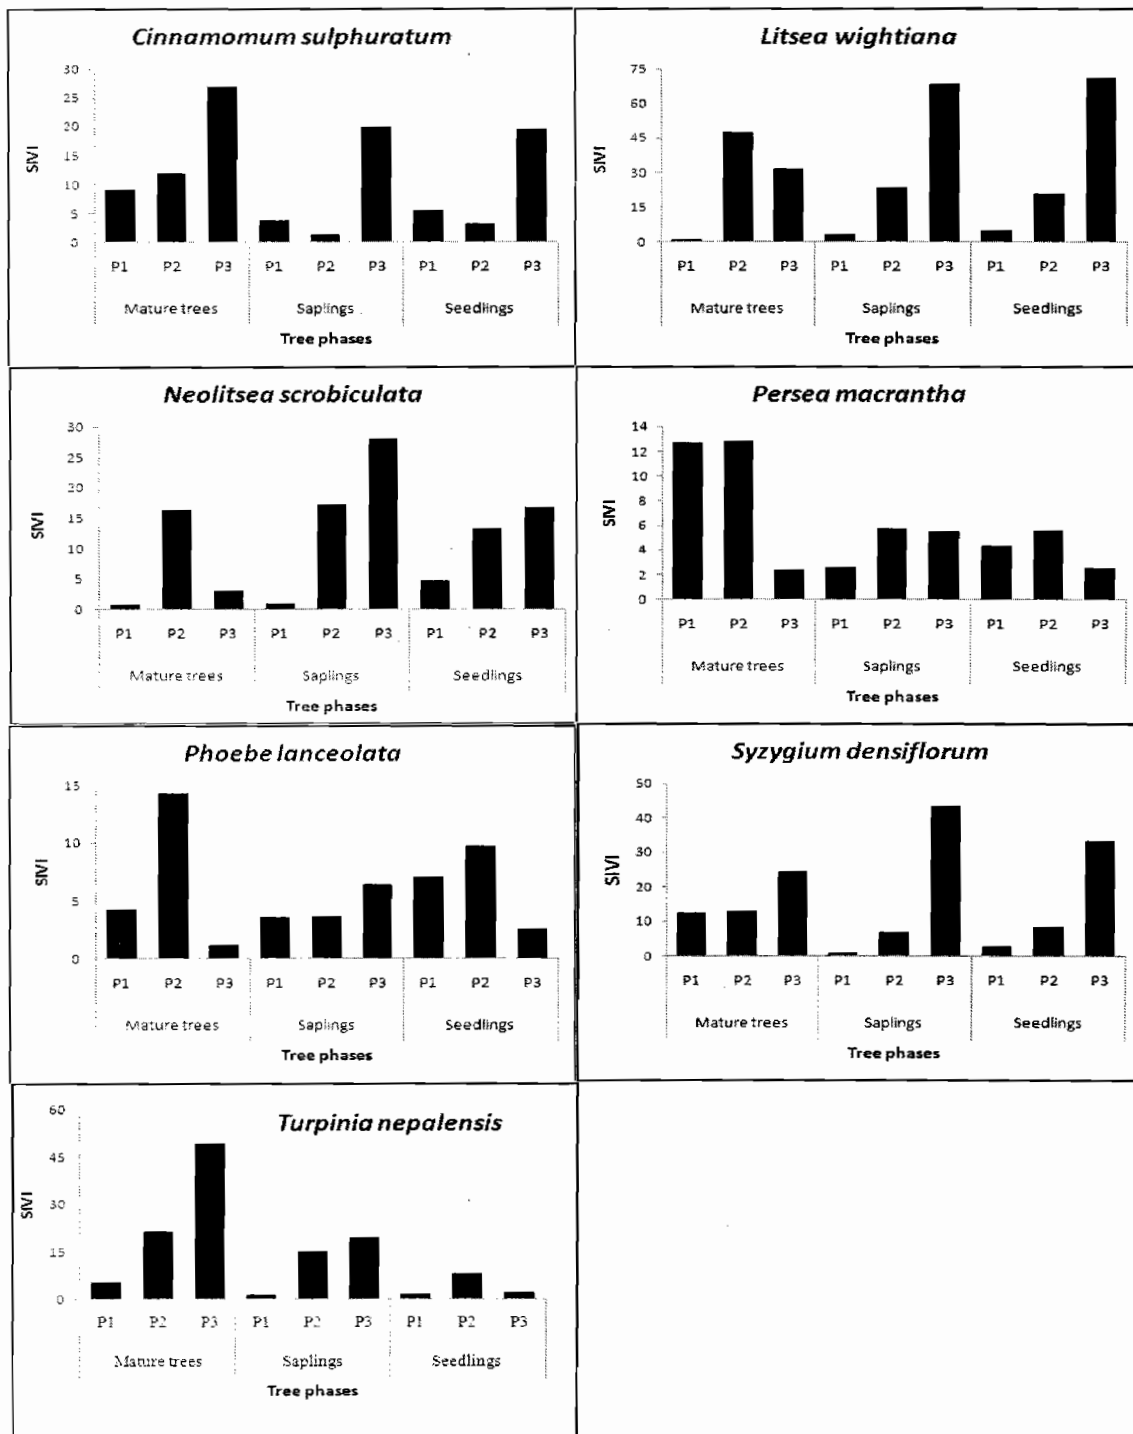 Cinnamomum sulphuratum
30
25
20
15
10
5
0
SIVI
P1 P2 P3 P1 P2 P3 P1 P2 P3
Mature trees Saplings Seedlings
Tree phases
Litsea wightiana
75
60
45
30
15
0
SIVI
P1 P2 P3 P1 P2 P3 P1 P2 P3
Mature trees Saplings Seedlings
Tree phases
Neolitsea scrobiculata
30
25
20
15
10
5
0
SIVI
P1 P2 P3 P1 P2 P3 P1 P2 P3
Mature trees Saplings Seedlings
Tree phases
Persea macrantha
14
12
10
8
6
4
2
0
SIVI
P1 P2 P3 P1 P2 P3 P1 P2 P3
Mature trees Saplings Seedlings
Tree phases
Phoebe lanceolata
15
10
5
0
SIVI
P1 P2 P3 P1 P2 P3 P1 P2 P3
Mature trees Saplings Seedlings
Tree phases
Syzygium densiflorum
50
40
30
20
10
0
SIVI
P1 P2 P3 P1 P2 P3 P1 P2 P3
Mature trees Saplings Seedlings
Tree phases
Turpinia nepalensis
60
45
30
15
0
SIVI
P1 P2 P3 P1 P2 P3 P1 P2 P3
Mature trees Saplings Seedlings
Tree phases